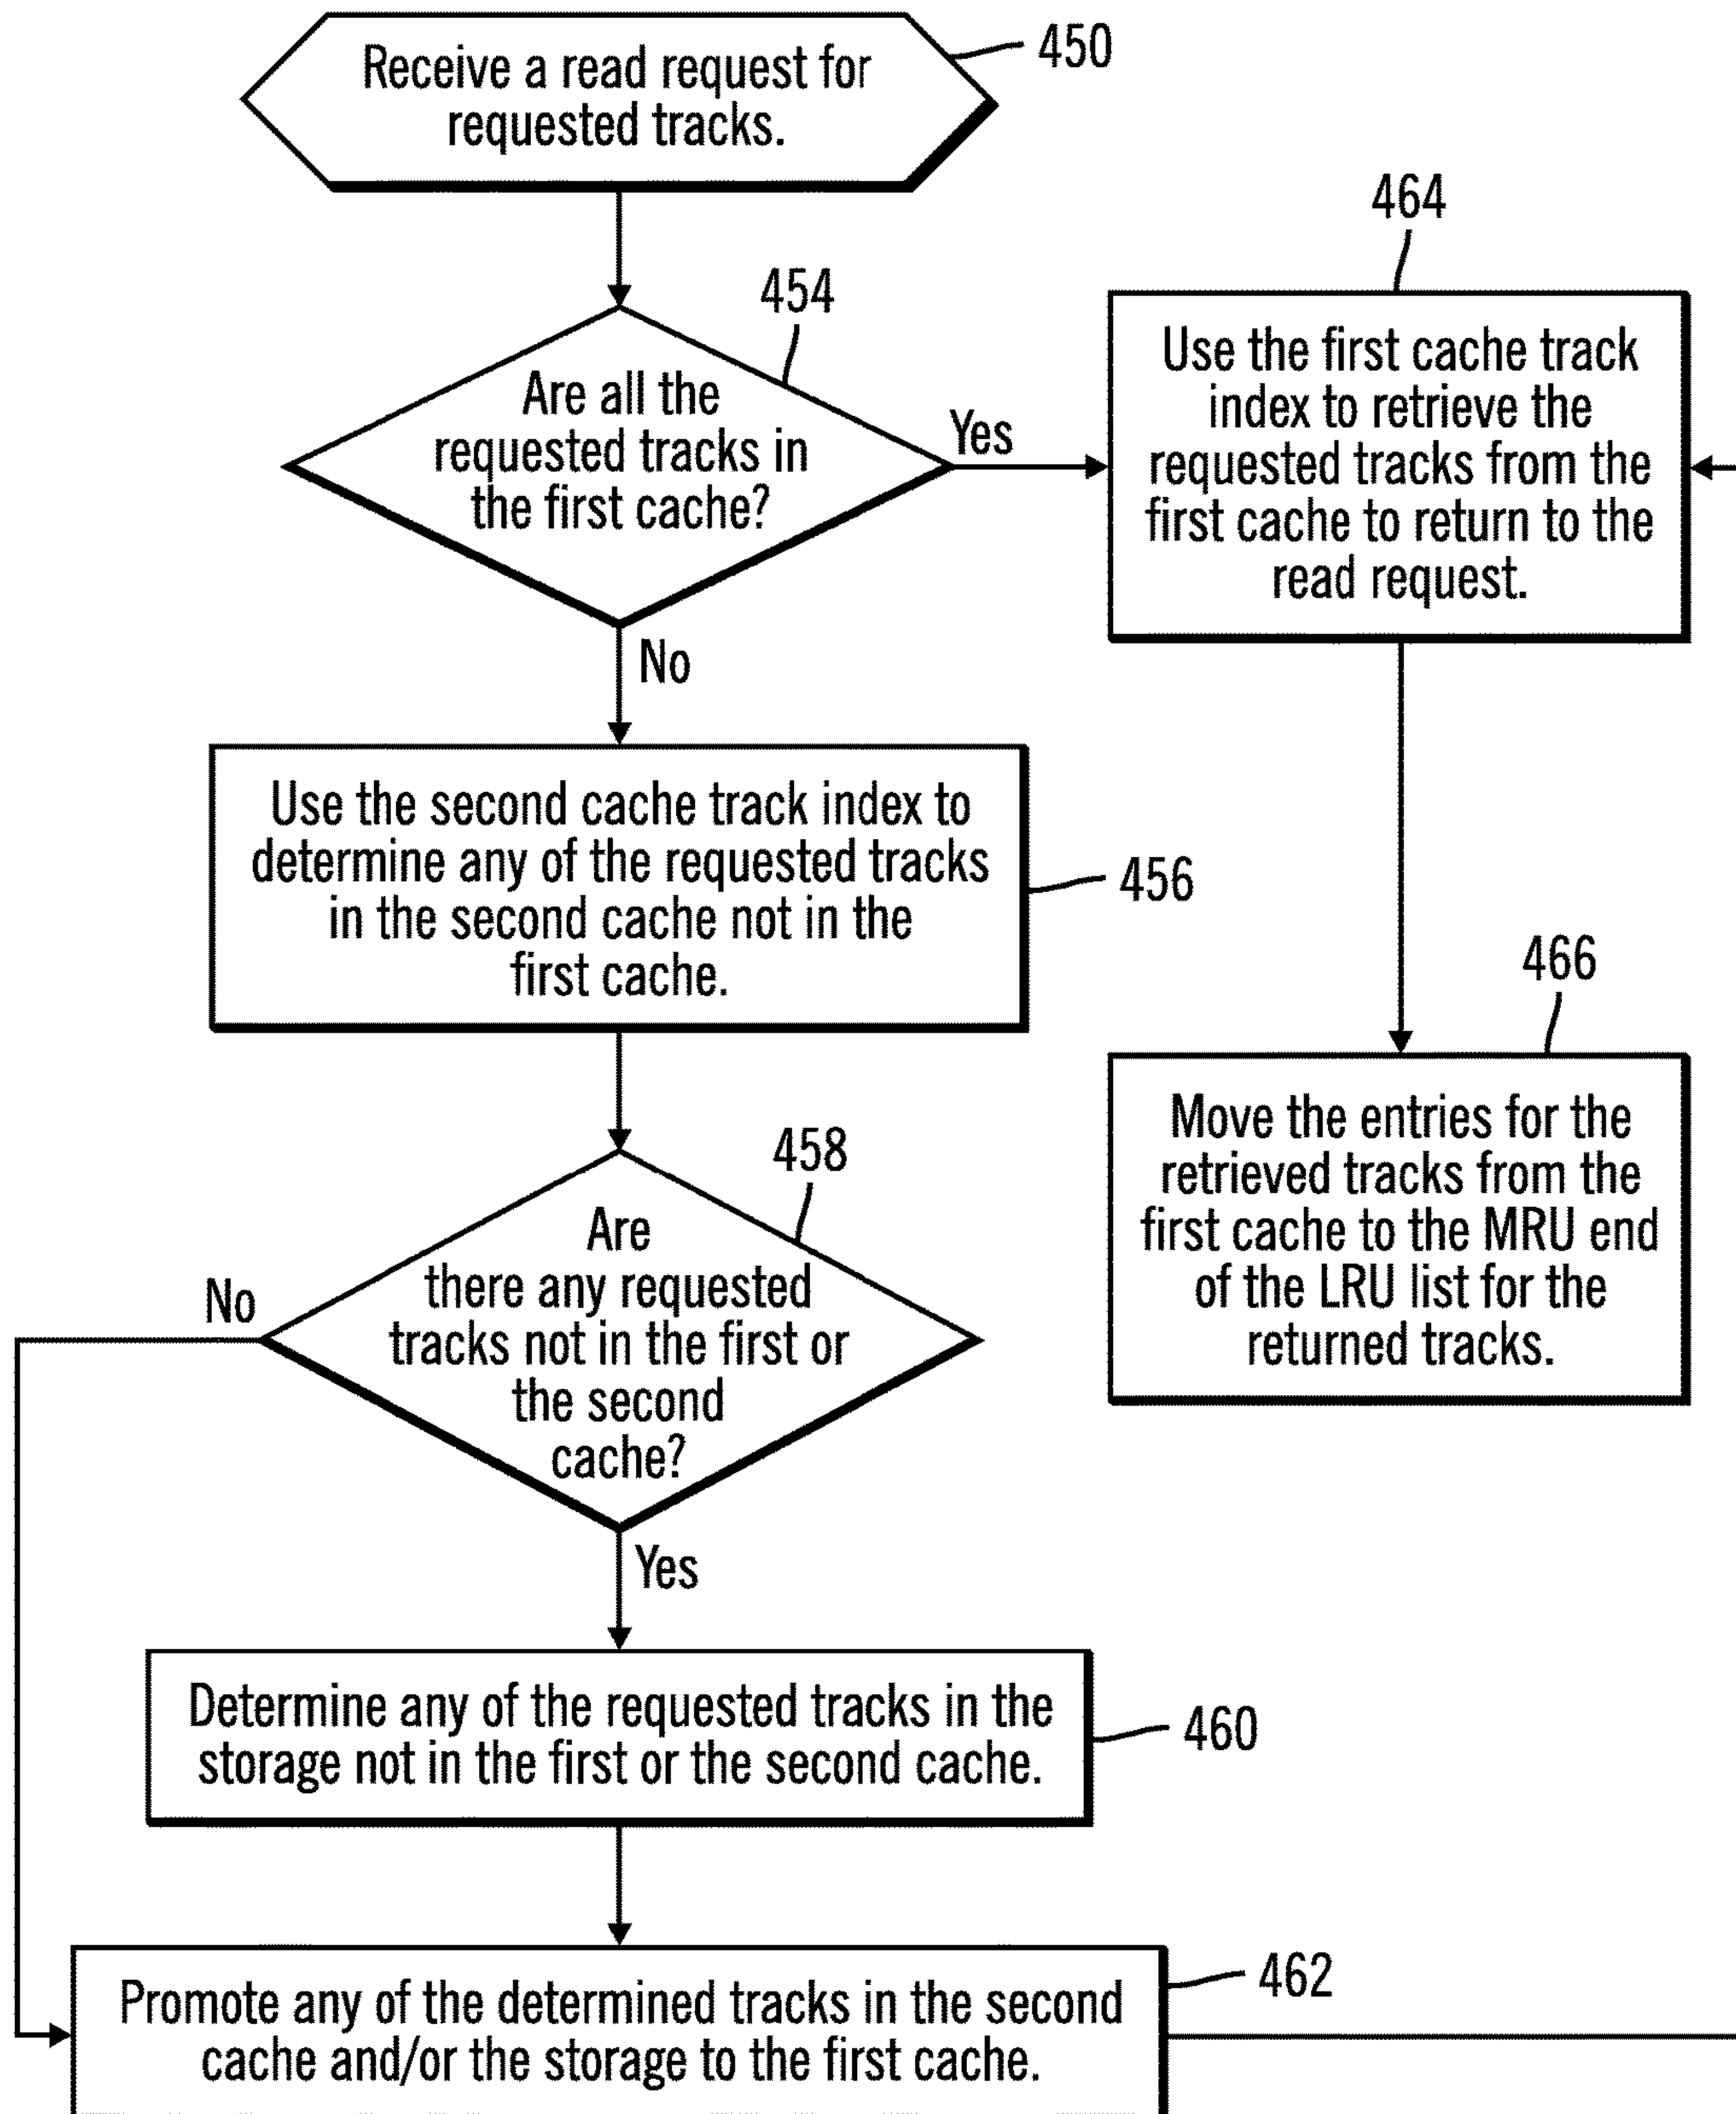 Receive a read request for
requested tracks.
450
454
Are all the
requested tracks in
the first cache?
Yes
No
464
Use the first cache track
index to retrieve the
requested tracks from the
first cache to return to the
read request.
Use the second cache track index to
determine any of the requested tracks
in the second cache not in the
first cache.
456
466
Move the entries for the
retrieved tracks from the
first cache to the MRU end
of the LRU list for the
returned tracks.
458
Are
there any requested
tracks not in the first or
the second
cache?
No
Yes
Determine any of the requested tracks in the
storage not in the first or the second cache.
460
Promote any of the determined tracks in the second
cache and/or the storage to the first cache.
462